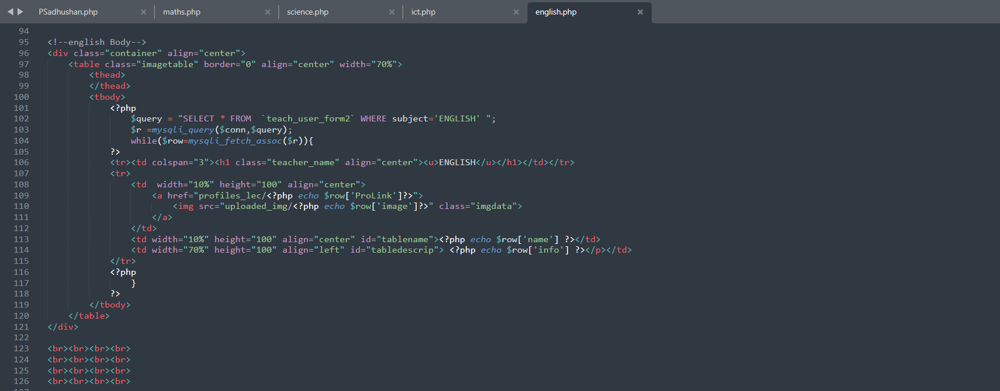 PSadhushan.php × maths.php × science.php × ict.php × english.php ×
94
95 <!--english Body-->
96 <div class="container" align="center">
97 <table class="imagetable" border="0" align="center" width="70%">
98 <thead>
99 </thead>
100 <tbody>
101 <?php
102 $query = "SELECT * FROM  `teach_user_form2` WHERE subject='ENGLISH' ";
103 $r =mysqli_query($conn,$query);
104 while($row=mysqli_fetch_assoc($r)){
105 ?>
106 <tr><td colspan="3"><h1 class="teacher_name" align="center"><u>ENGLISH</u></h1></td></tr>
107 <tr>
108 <td  width="10%" height="100" align="center">
109 <a href="profiles_lec/<?php echo $row['ProLink']?>">
110 <img src="uploaded_img/<?php echo $row['image']?>" class="imgdata">
111 </a>
112 </td>
113 <td width="10%" height="100" align="center" id="tablename"><?php echo $row['name'] ?></td>
114 <td width="70%" height="100" align="left" id="tabledescrip"> <?php echo $row['info'] ?></p></td>
115 </tr>
116 <?php
117 }
118 ?>
119 </tbody>
120 </table>
121 </div>
122
123 <br><br><br><br>
124 <br><br><br><br>
125 <br><br><br><br>
126 <br><br><br><br>
127